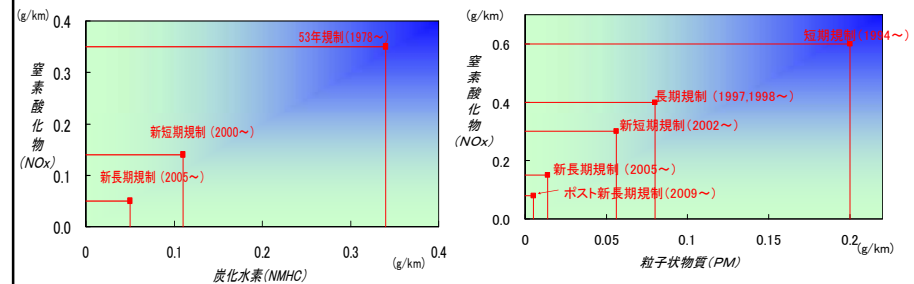 (g/km)
0.4
0.3
0.2
0.1
0.0
窒素酸化物(NOx)
53年規制(1978～
新短期規制(2000～)
新長期規制(2005～)
0
0.1
0.2
0.3
0.4
(g/km)
炭化水素(NMHC)
(g/km)
0.6
0.4
0.2
0.0
窒素酸化物(NOx)
短期規制(1994～)
長期規制(1997,1998～)
新短期規制(2002～)
新長期規制(2005～)
ポスト新長期規制(2009～)
0
0.05
0.1
0.15
0.2
(g/km)
粒子状物質(PM)